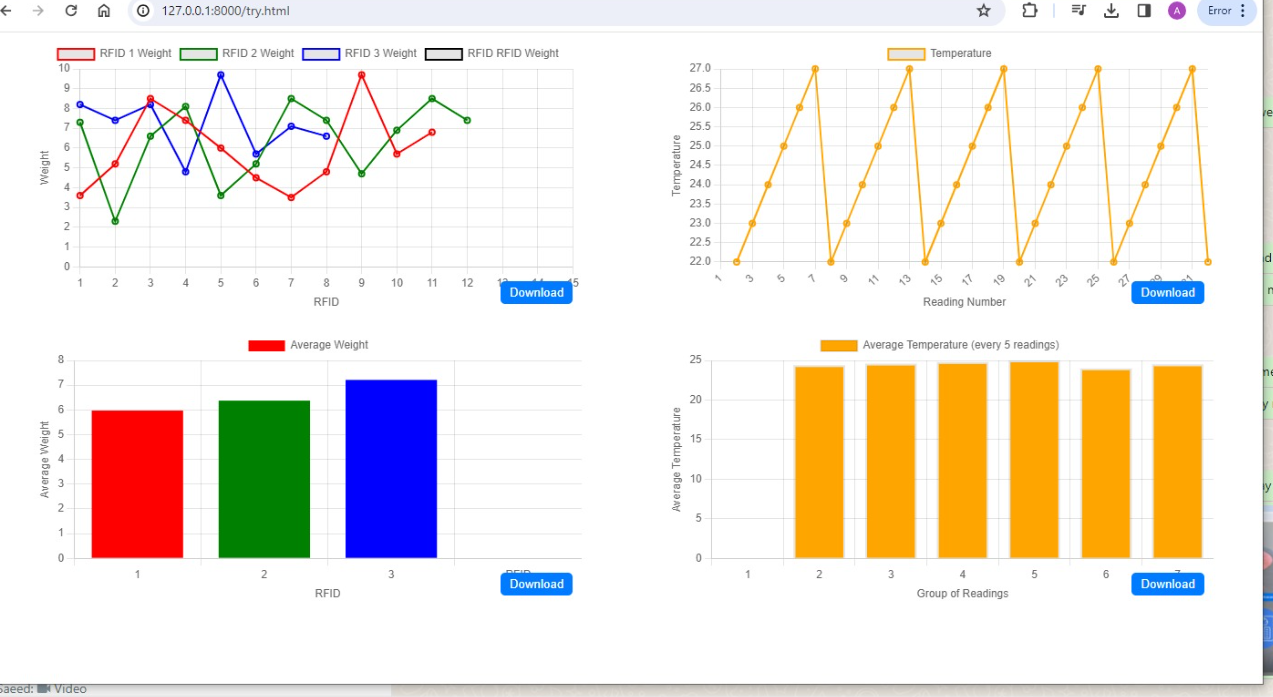 127.0.0.1:8000/try.html
A
Error
RFID 1 Weight RFID 2 Weight RFID 3 Weight RFID RFID Weight
10
9
8
7
6
5
4
3
2
1
0
Weight
1 2 3 4 5 6 7 8 9 10 11 12
RFID
Download
Temperature
27.0
26.5
26.0
25.5
25.0
24.5
24.0
23.5
23.0
22.5
22.0
Temperature
1 3 5 7 9 11 13 15 17 19 21 23 25 27 29 31
Reading Number
Download
Average Weight
8
7
6
5
4
3
2
1
0
Average Weight
1 2 3 RFID
RFID
Download
Average Temperature (every 5 readings)
25
20
15
10
5
0
Average Temperature
1 2 3 4 5 6 7
Group of Readings
Download
Saeed: Video